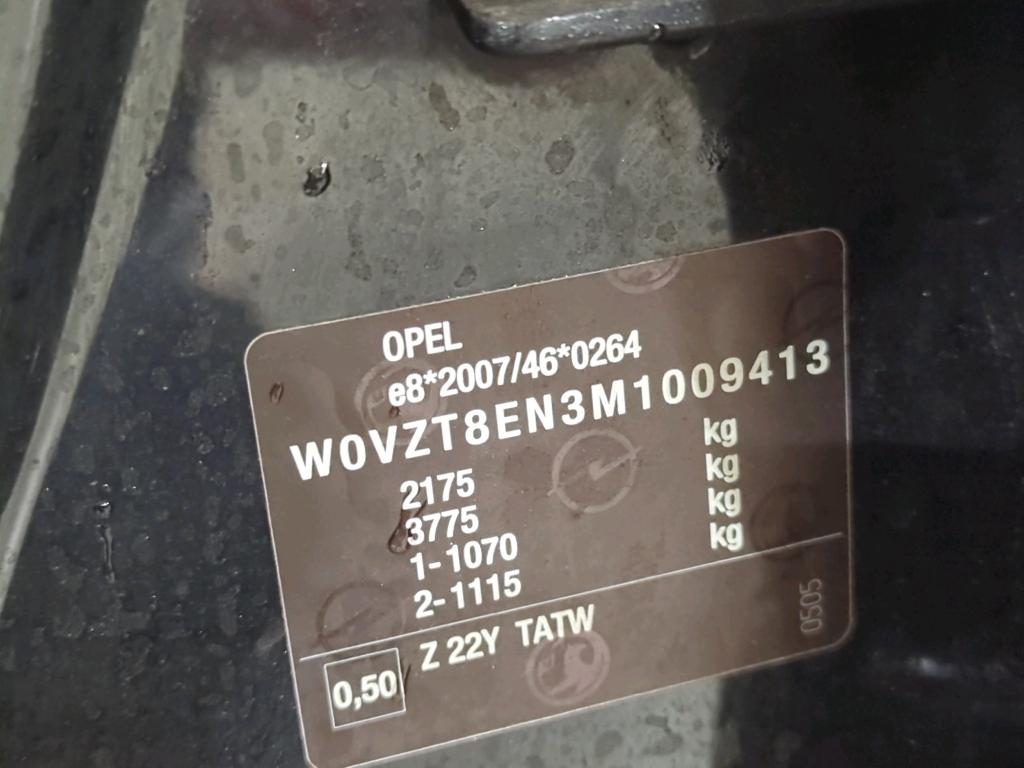 OPEL
e8*2007/46*0264
W0VZT8EN3M1009413
2175 kg
3775 kg
1-1070 kg
2-1115 kg
Z 22Y TATW
0,50
0505